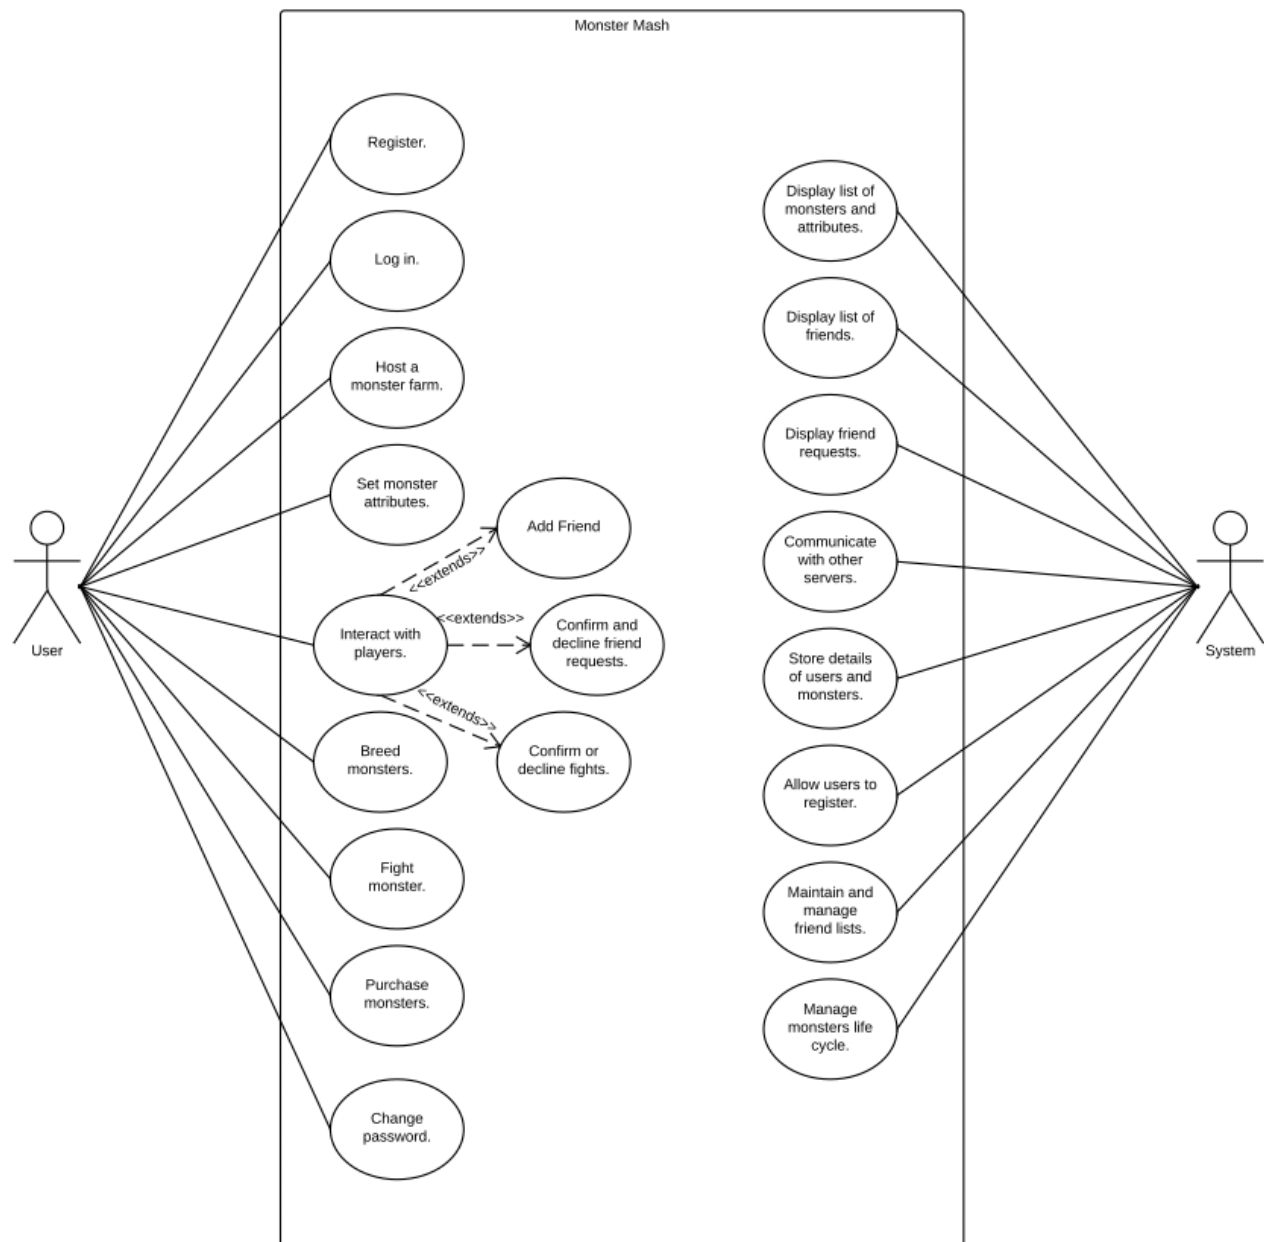 Monster Mash
Register.
Log in.
Host a
monster farm.
Set monster
attributes.
Add Friend
<<extends>>
Interact with
players.
<<extends>>
Confirm and
decline friend
requests.
<<extends>>
Confirm or
decline fights.
Breed
monsters.
Fight
monster.
Purchase
monsters.
Change
password.
User
Display list of
monsters and
attributes.
Display list of
friends.
Display friend
requests.
Communicate
with other
servers.
Store details
of users and
monsters.
Allow users to
register.
Maintain and
manage
friend lists.
Manage
monsters life
cycle.
System